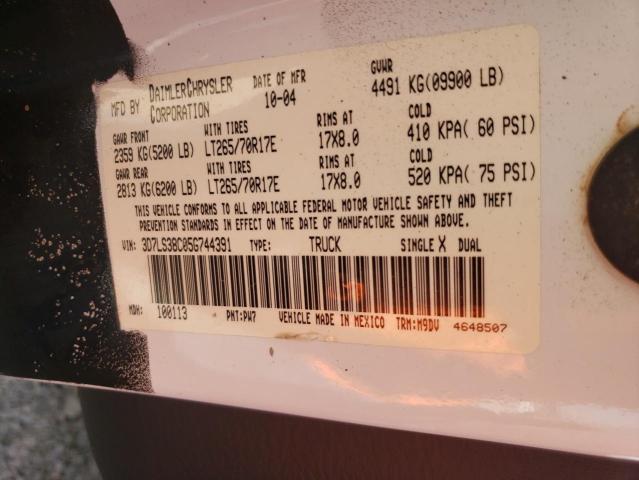 MFD BY DAIMLERCHRYSLER CORPORATION DATE OF MFR 10-04 GVWR 4491 KG(09900 LB)
GAWR FRONT WITH TIRES RIMS AT COLD
2359 KG(5200 LB) LT265/70R17E 17X8.0 410 KPA( 60 PSI)
GAWR REAR WITH TIRES RIMS AT COLD
2813 KG(6200 LB) LT265/70R17E 17X8.0 520 KPA( 75 PSI)
THIS VEHICLE CONFORMS TO ALL APPLICABLE FEDERAL MOTOR VEHICLE SAFETY AND THEFT
PREVENTION STANDARDS IN EFFECT ON THE DATE OF MANUFACTURE SHOWN ABOVE.
VIN: 3D7LS38C05G744391 TYPE: TRUCK SINGLE X DUAL
MDH: 100113 PNT:PW7 VEHICLE MADE IN MEXICO TRM:M9DV 4648507